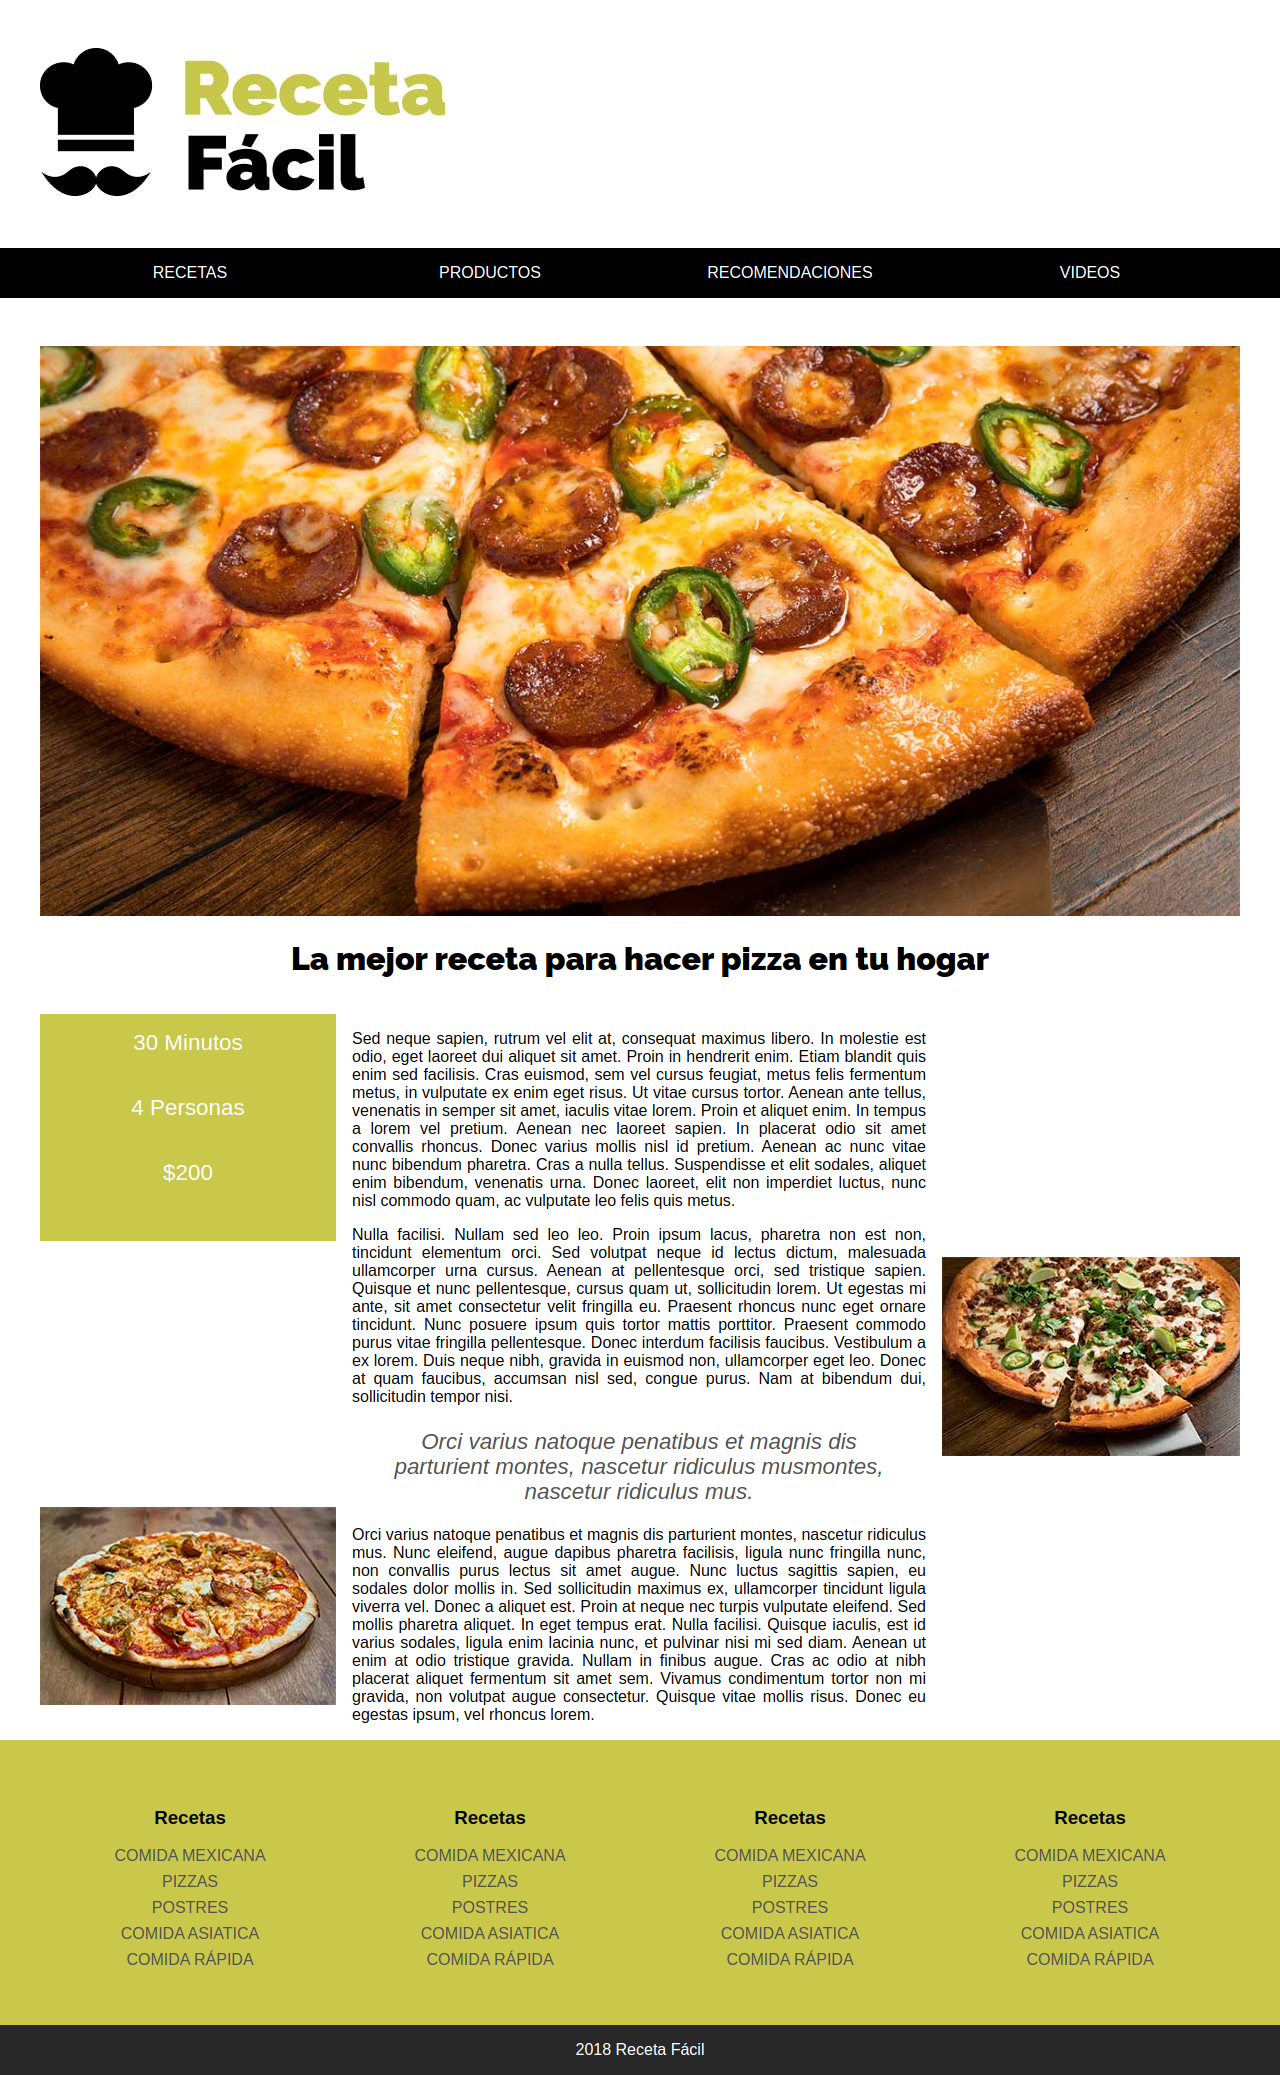 Receta
Fácil
RECETAS
PRODUCTOS
RECOMENDACIONES
VIDEOS
La mejor receta para hacer pizza en tu hogar
30 Minutos
4 Personas
$200
Sed neque sapien, rutrum vel elit at, consequat maximus libero. In molestie est
odio, eget laoreet dui aliquet sit amet. Proin in hendrerit enim. Etiam blandit quis
enim sed facilisis. Cras euismod, sem vel cursus feugiat, metus felis fermentum
metus, in vulputate ex enim eget risus. Ut vitae cursus tortor. Aenean ante tellus,
venenatis in semper sit amet, iaculis vitae lorem. Proin et aliquet enim. In tempus
a lorem vel pretium. Aenean nec laoreet sapien. In placerat odio sit amet
convallis rhoncus. Donec varius mollis nisl id pretium. Aenean ac nunc vitae
nunc bibendum pharetra. Cras a nulla tellus. Suspendisse et elit sodales, aliquet
enim bibendum, venenatis urna. Donec laoreet, elit non imperdiet luctus, nunc
nisl commodo quam, ac vulputate leo felis quis metus.
Nulla facilisi. Nullam sed leo leo. Proin ipsum lacus, pharetra non est non,
tincidunt elementum orci. Sed volutpat neque id lectus dictum, malesuada
ullamcorper urna cursus. Aenean at pellentesque orci, sed tristique sapien.
Quisque et nunc pellentesque, cursus quam ut, sollicitudin lorem. Ut egestas mi
ante, sit amet consectetur velit fringilla eu. Praesent rhoncus nunc eget ornare
tincidunt. Nunc posuere ipsum quis tortor mattis porttitor. Praesent commodo
purus vitae fringilla pellentesque. Donec interdum facilisis faucibus. Vestibulum a
ex lorem. Duis neque nibh, gravida in euismod non, ullamcorper eget leo. Donec
at quam faucibus, accumsan nisl sed, congue purus. Nam at bibendum dui,
sollicitudin tempor nisi.
Orci varius natoque penatibus et magnis dis
parturient montes, nascetur ridiculus musmontes,
nascetur ridiculus mus.
Orci varius natoque penatibus et magnis dis parturient montes, nascetur ridiculus
mus. Nunc eleifend, augue dapibus pharetra facilisis, ligula nunc fringilla nunc,
non convallis purus lectus sit amet augue. Nunc luctus sagittis sapien, eu
sodales dolor mollis in. Sed sollicitudin maximus ex, ullamcorper tincidunt ligula
viverra vel. Donec a aliquet est. Proin at neque nec turpis vulputate eleifend. Sed
mollis pharetra aliquet. In eget tempus erat. Nulla facilisi. Quisque iaculis, est id
varius sodales, ligula enim lacinia nunc, et pulvinar nisi mi sed diam. Aenean ut
enim at odio tristique gravida. Nullam in finibus augue. Cras ac odio at nibh
placerat aliquet fermentum sit amet sem. Vivamus condimentum tortor non mi
gravida, non volutpat augue consectetur. Quisque vitae mollis risus. Donec eu
egestas ipsum, vel rhoncus lorem.
Recetas
COMIDA MEXICANA
PIZZAS
POSTRES
COMIDA ASIATICA
COMIDA RÁPIDA
Recetas
COMIDA MEXICANA
PIZZAS
POSTRES
COMIDA ASIATICA
COMIDA RÁPIDA
Recetas
COMIDA MEXICANA
PIZZAS
POSTRES
COMIDA ASIATICA
COMIDA RÁPIDA
Recetas
COMIDA MEXICANA
PIZZAS
POSTRES
COMIDA ASIATICA
COMIDA RÁPIDA
2018 Receta Fácil